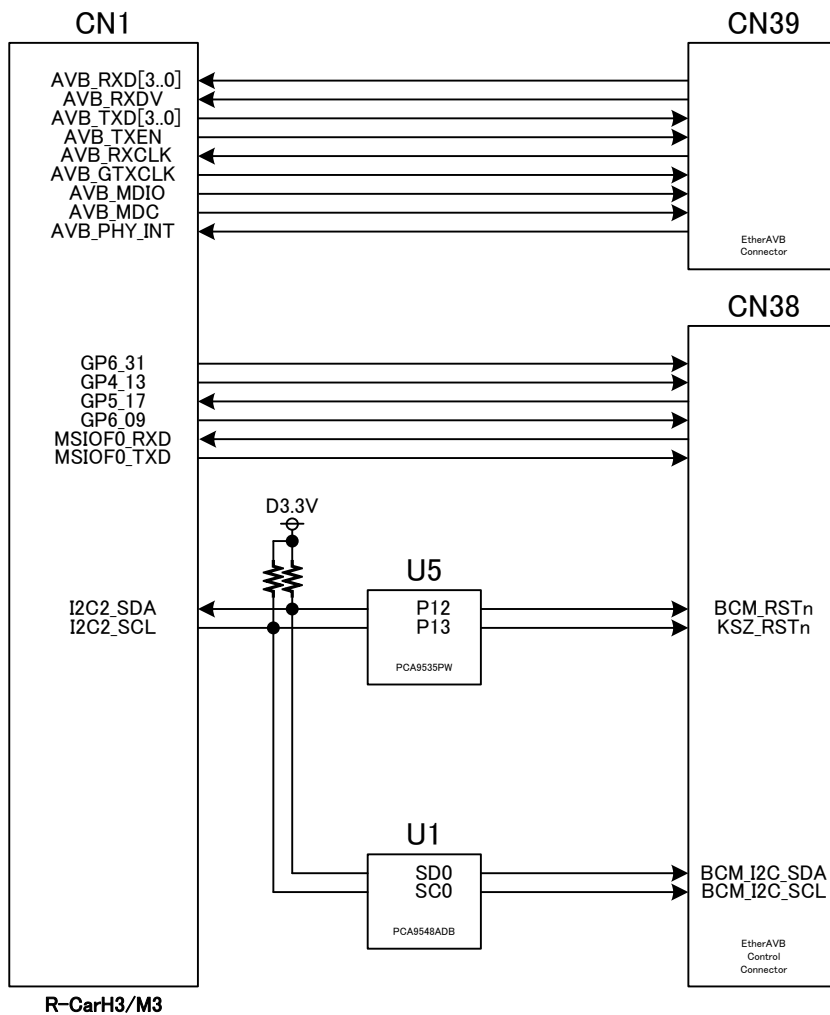 CN1
CN39
AVB_RXD[3..0]
AVB_RXDV
AVB_TXD[3..0]
AVB_TXEN
AVB_RXCLK
AVB_GTXCLK
AVB_MDIO
AVB_MDC
AVB_PHY_INT
EtherAVB
Connector
CN38
GP6_31
GP4_13
GP5_17
GP6_09
MSIOF0_RXD
MSIOF0_TXD
D3.3V
U5
I2C2_SDA
I2C2_SCL
P12
P13
PCA9535PW
BCM_RSTn
KSZ_RSTn
U1
SD0
SC0
PCA9548ADB
BCM_I2C_SDA
BCM_I2C_SCL
EtherAVB
Control
Connector
R-CarH3/M3